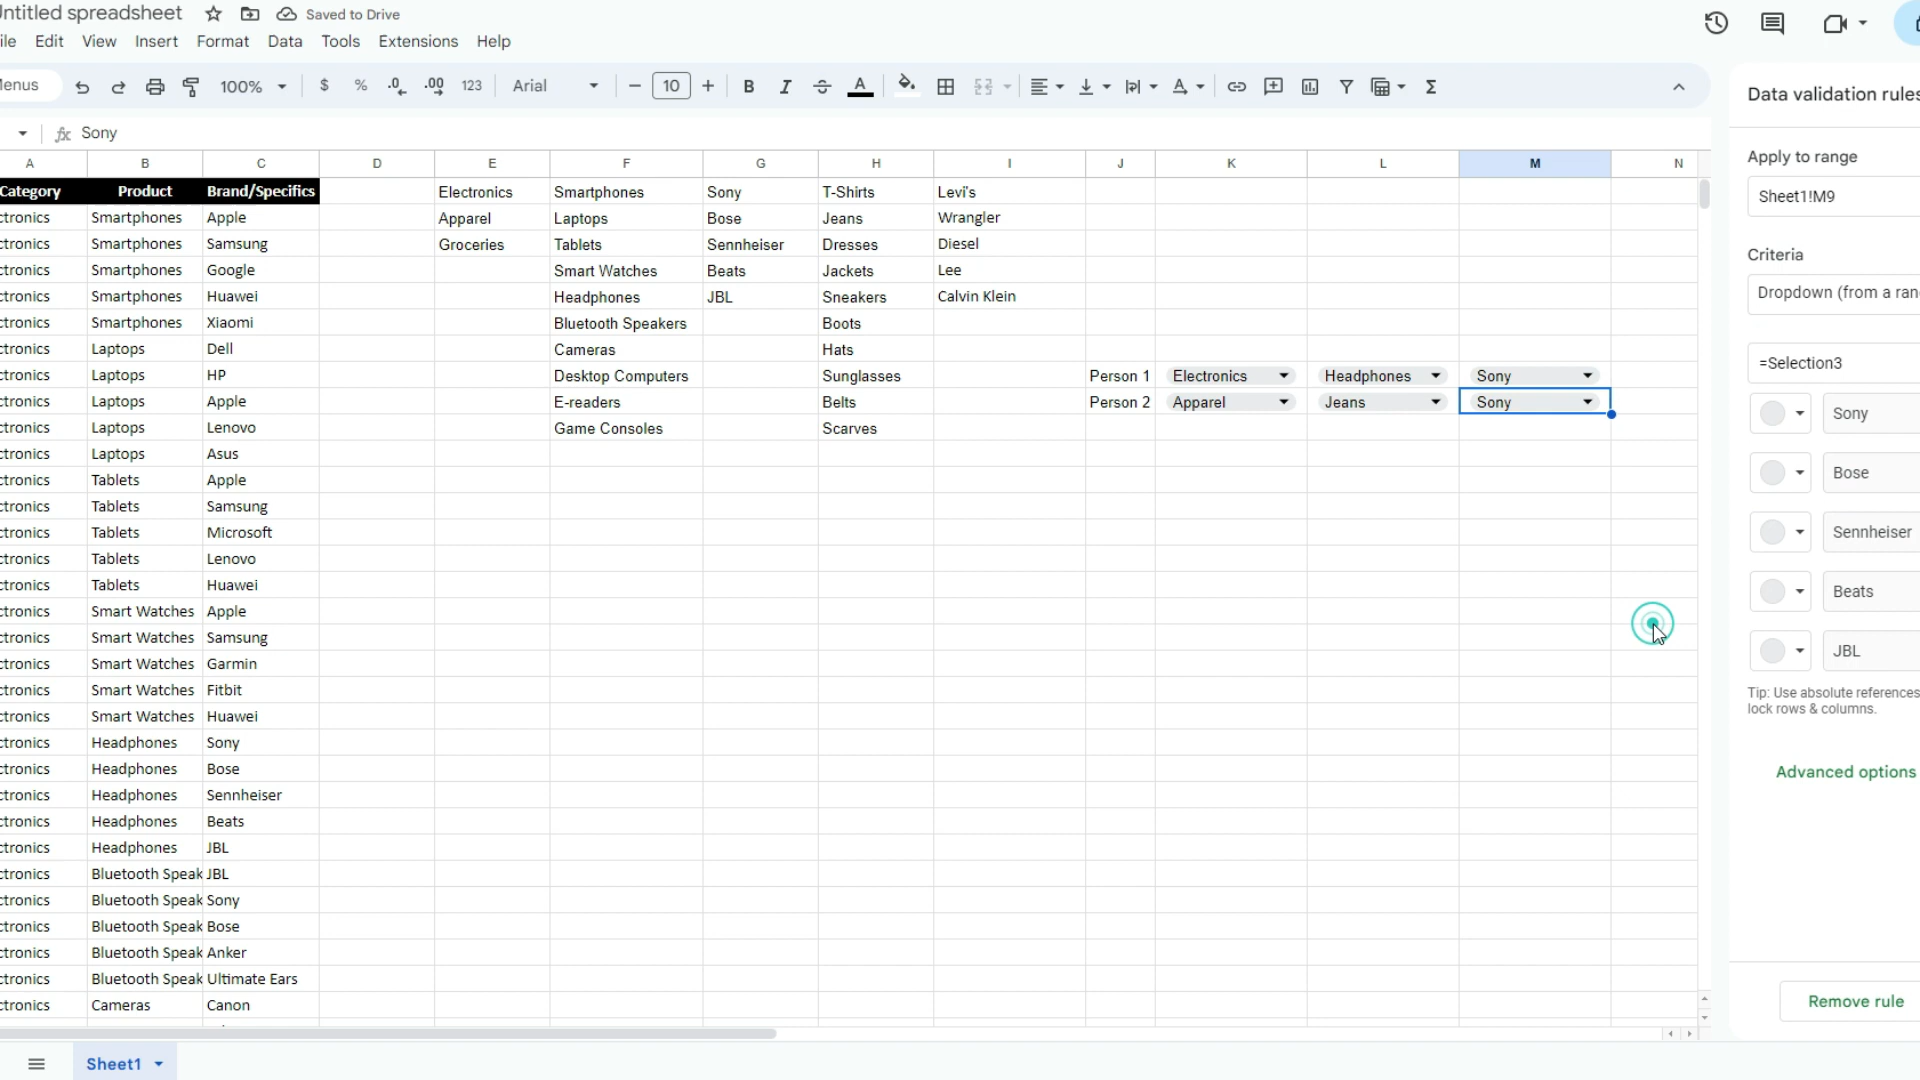 ntitled spreadsheet Saved to Drive
ile Edit View Insert Format Data Tools Extensions Help
enus 100% $ % .0 .00 123 Arial 10 B I A Σ
fx Sony
A B C D E F G H I J K L M N
Category Product Brand/Specifics Electronics Smartphones Sony T-Shirts Levi's
ctronics Smartphones Apple Apparel Laptops Bose Jeans Wrangler
ctronics Smartphones Samsung Groceries Tablets Sennheiser Dresses Diesel
ctronics Smartphones Google Smart Watches Beats Jackets Lee
ctronics Smartphones Huawei Headphones JBL Sneakers Calvin Klein
ctronics Smartphones Xiaomi Bluetooth Speakers Boots
ctronics Laptops Dell Cameras Hats
ctronics Laptops HP Desktop Computers Sunglasses Person 1 Electronics Headphones Sony
ctronics Laptops Apple E-readers Belts Person 2 Apparel Jeans Sony
ctronics Laptops Lenovo Game Consoles Scarves
ctronics Laptops Asus
ctronics Tablets Apple
ctronics Tablets Samsung
ctronics Tablets Microsoft
ctronics Tablets Lenovo
ctronics Tablets Huawei
ctronics Smart Watches Apple
ctronics Smart Watches Samsung
ctronics Smart Watches Garmin
ctronics Smart Watches Fitbit
ctronics Smart Watches Huawei
ctronics Headphones Sony
ctronics Headphones Bose
ctronics Headphones Sennheiser
ctronics Headphones Beats
ctronics Headphones JBL
ctronics Bluetooth Speak JBL
ctronics Bluetooth Speak Sony
ctronics Bluetooth Speak Bose
ctronics Bluetooth Speak Anker
ctronics Bluetooth Speak Ultimate Ears
ctronics Cameras Canon
Sheet1
Data validation rules
Apply to range
Sheet1!M9
Criteria
Dropdown (from a ran
=Selection3
Sony
Bose
Sennheiser
Beats
JBL
Tip: Use absolute references
lock rows & columns.
Advanced options
Remove rule